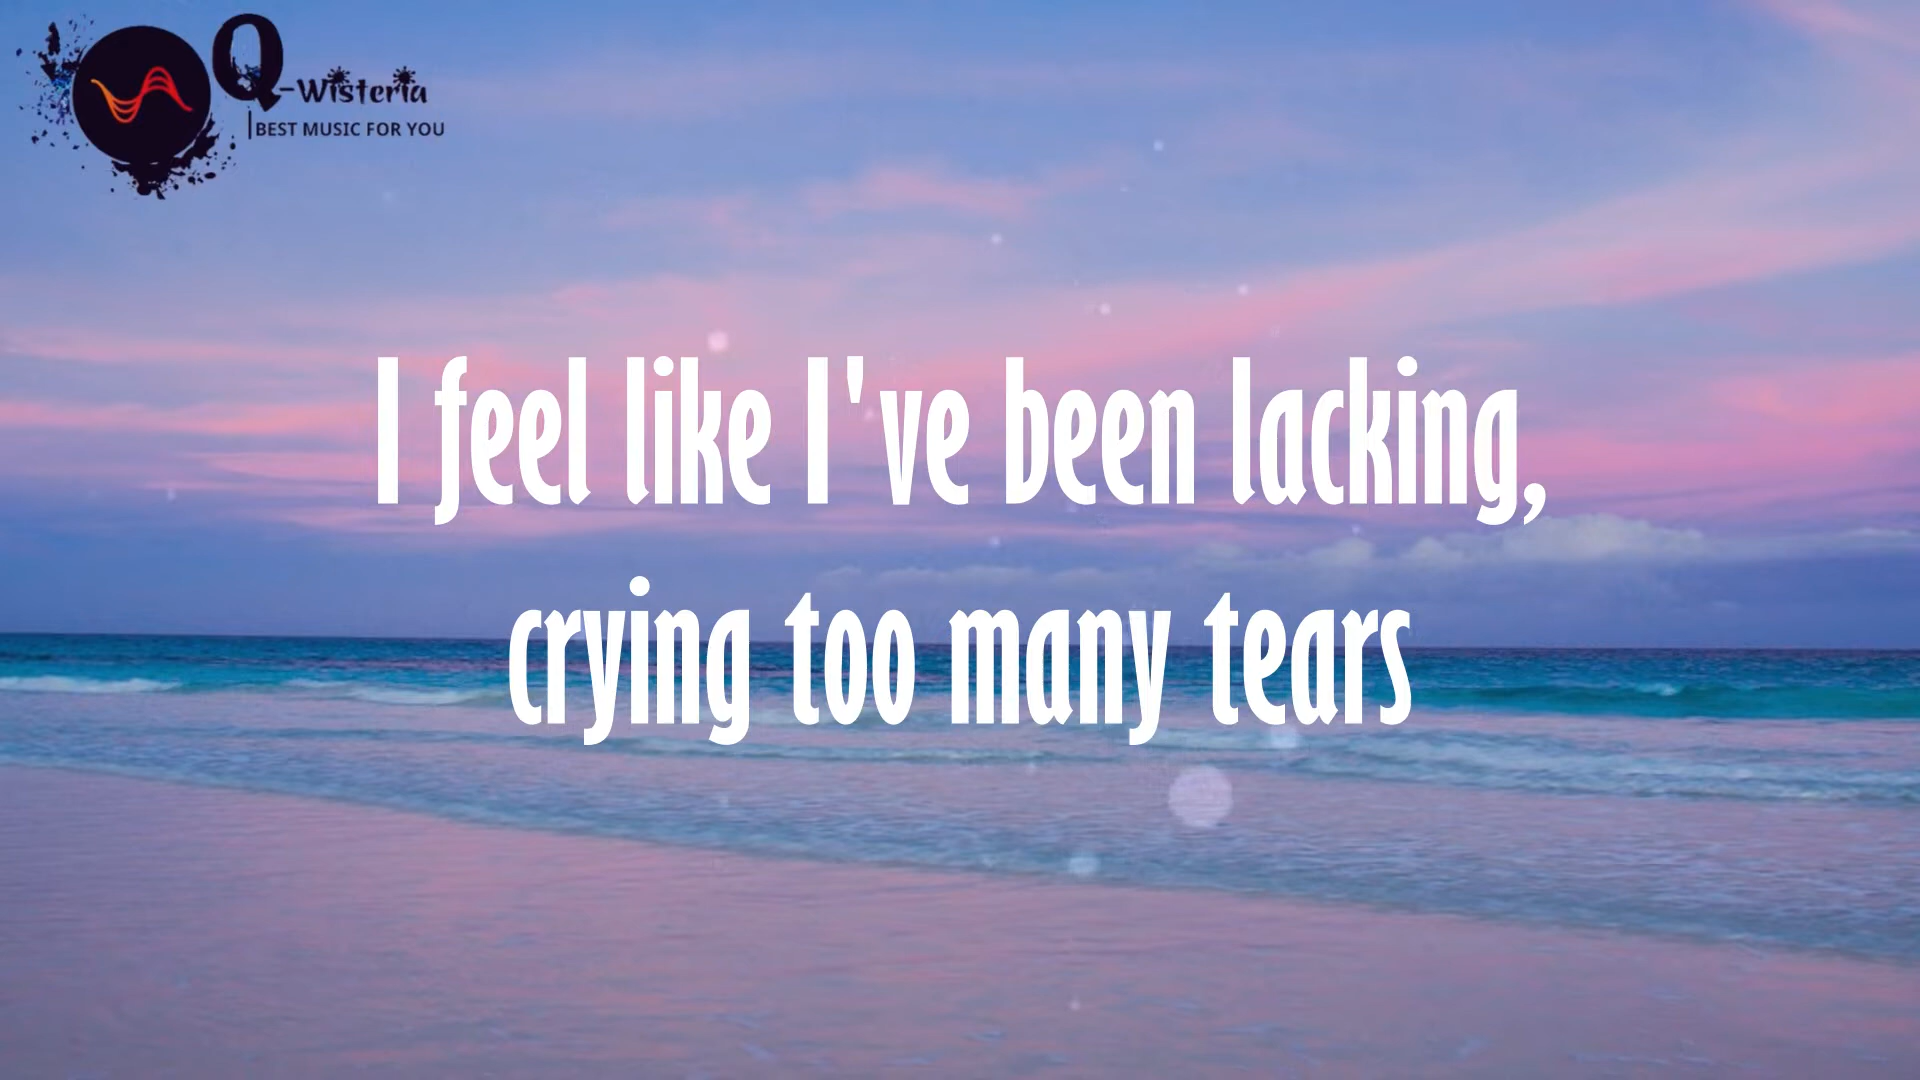 Q-Wisteria
BEST MUSIC FOR YOU
I feel like I've been lacking,
crying too many tears